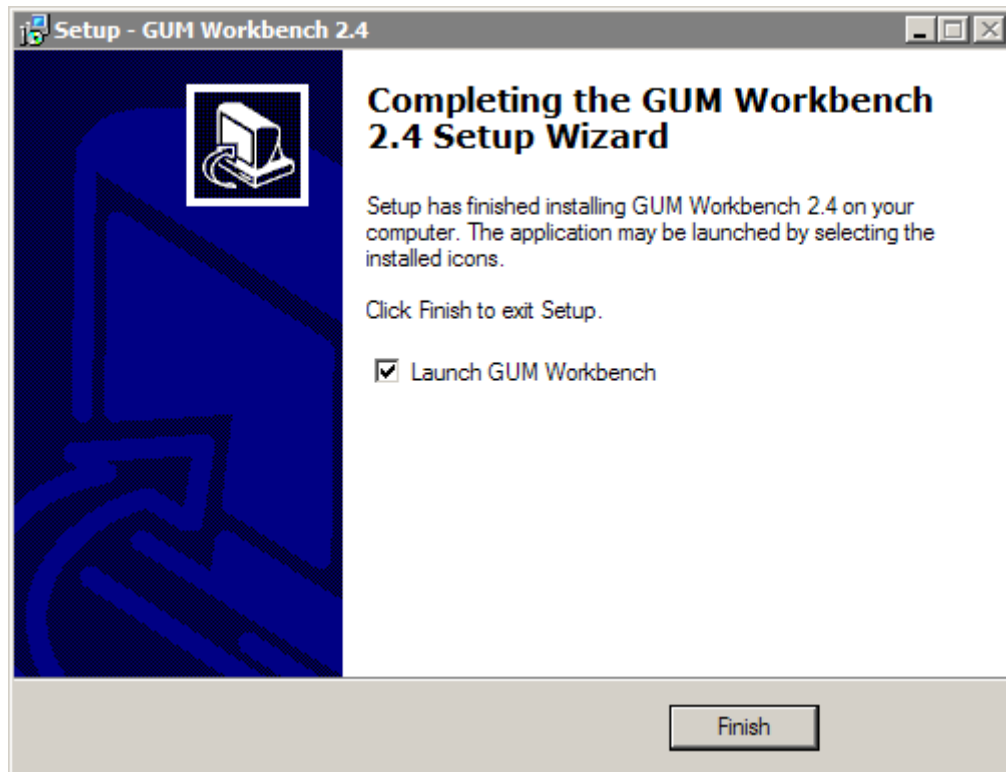 Setup - GUM Workbench 2.4
Completing the GUM Workbench
2.4 Setup Wizard
Setup has finished installing GUM Workbench 2.4 on your
computer. The application may be launched by selecting the
installed icons.
Click Finish to exit Setup.
Launch GUM Workbench
Finish